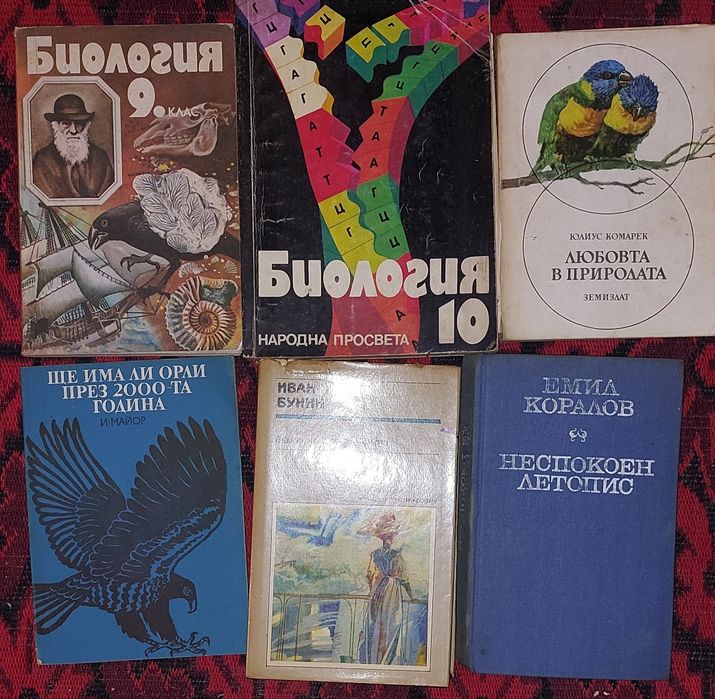 Биология
9. КЛАС
Биология
10
НАРОДНА ПРОСВЕТА
ЮЛИУС КОМАРЕК
ЛЮБОВТА
В ПРИРОДАТА
ЗЕМИЗДАТ
ЩЕ ИМА ЛИ ОРЛИ
ПРЕЗ 2000-ТА
ГОДИНА
И. МАЙОР
ИВАН
БУНИН
ЕМИЛ
КОРАЛОВ
НЕСПОКОЕН
ЛЕТОПИС